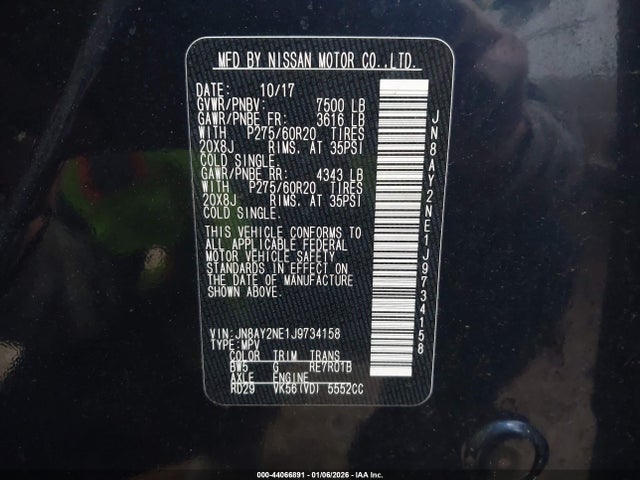 MFD BY NISSAN MOTOR CO.,LTD.
DATE: 10/17
GVWR/PNBV: 7500 LB
GAWR/PNBE FR: 3616 LB
WITH P275/60R20 TIRES
20X8J RIMS. AT 35PSI
COLD SINGLE.
GAWR/PNBE RR: 4343 LB
WITH P275/60R20 TIRES
20X8J RIMS. AT 35PSI
COLD SINGLE.
THIS VEHICLE CONFORMS TO
ALL APPLICABLE FEDERAL
MOTOR VEHICLE SAFETY
STANDARDS IN EFFECT ON
THE DATE OF MANUFACTURE
SHOWN ABOVE.
VIN:JN8AY2NE1J9734158
TYPE:MPV
COLOR TRIM TRANS
BW5 G RE7R01B
AXLE ENGINE
RD29 VK56(VD) 5552CC
JN8AY2NE1J9734158
000-44066891 - 01/06/2026 - IAA Inc.